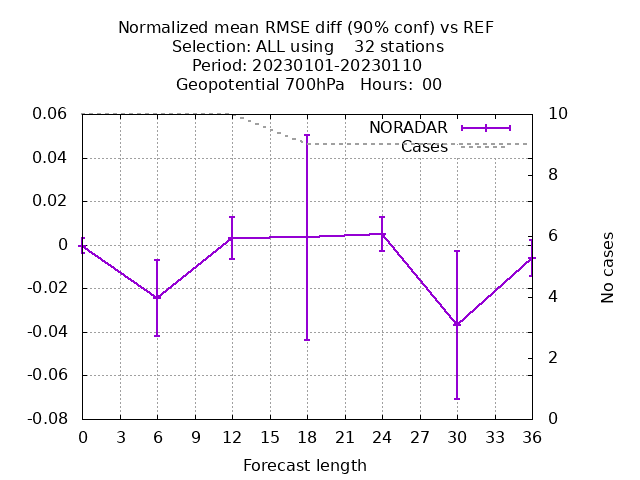 Normalized mean RMSE diff (90% conf) vs REF
Selection: ALL using    32 stations
Period: 20230101-20230110
Geopotential 700hPa   Hours:  00
NORADAR
Cases
0.06
0.04
0.02
0
-0.02
-0.04
-0.06
-0.08
10
8
6
4
2
0
No cases
0 3 6 9 12 15 18 21 24 27 30 33 36
Forecast length